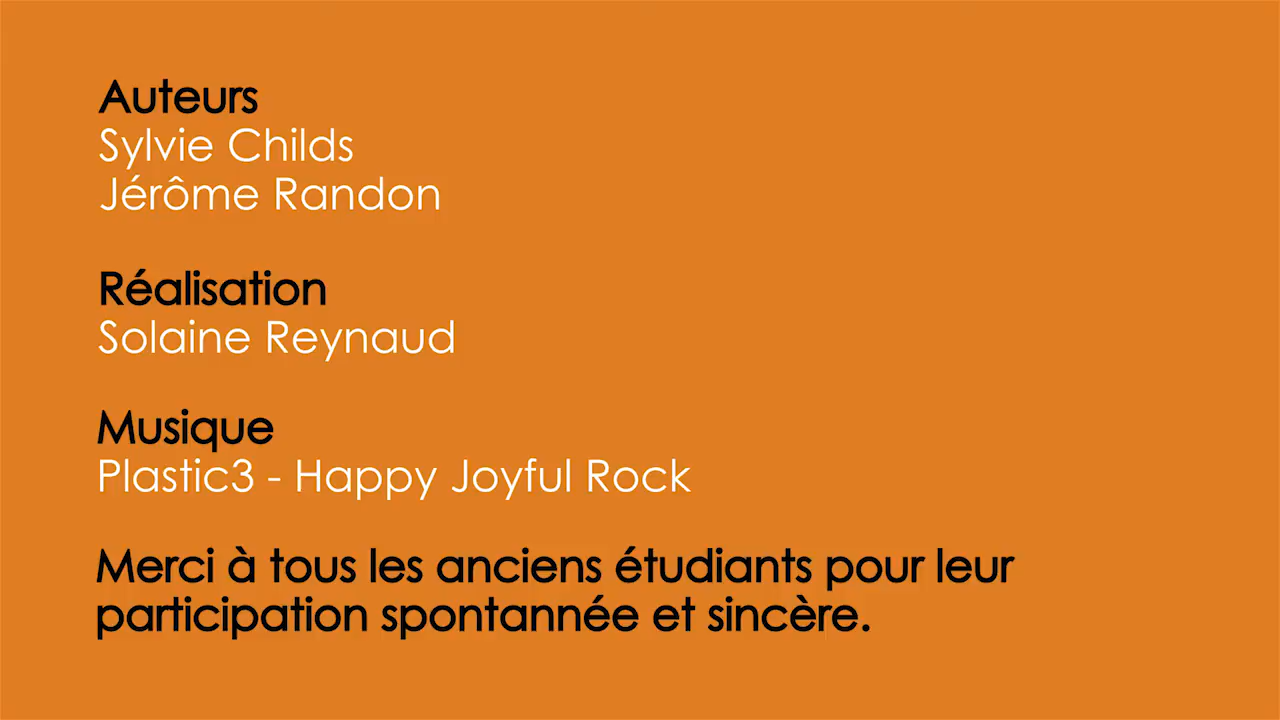 Auteurs
Sylvie Childs
Jérôme Randon
Réalisation
Solaine Reynaud
Musique
Plastic3 - Happy Joyful Rock
Merci à tous les anciens étudiants pour leur
participation spontannée et sincère.